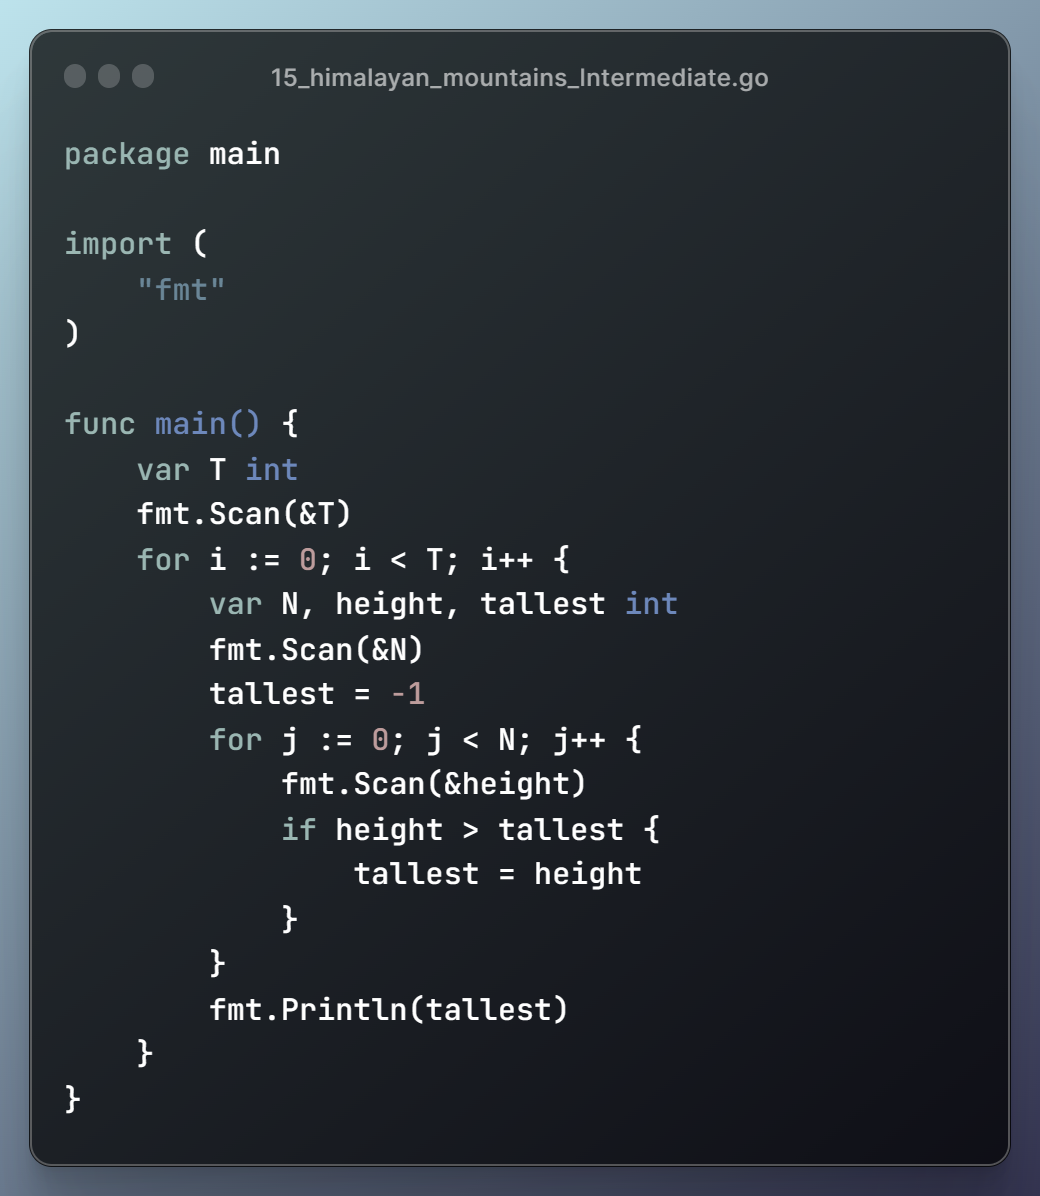 15_himalayan_mountains_Intermediate.go
package main
import (
    "fmt"
)
func main() {
    var T int
    fmt.Scan(&T)
    for i := 0; i < T; i++ {
        var N, height, tallest int
        fmt.Scan(&N)
        tallest = -1
        for j := 0; j < N; j++ {
            fmt.Scan(&height)
            if height > tallest {
                tallest = height
            }
        }
        fmt.Println(tallest)
    }
}